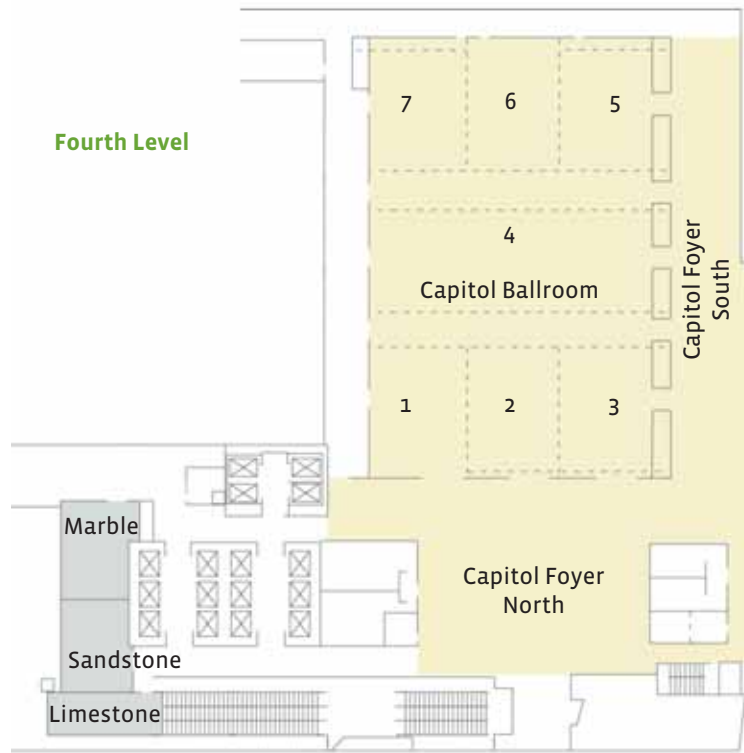 7
6
5
Fourth Level
4
Capitol Ballroom
Capitol Foyer
South
1
2
3
Marble
Capitol Foyer
North
Sandstone
Limestone